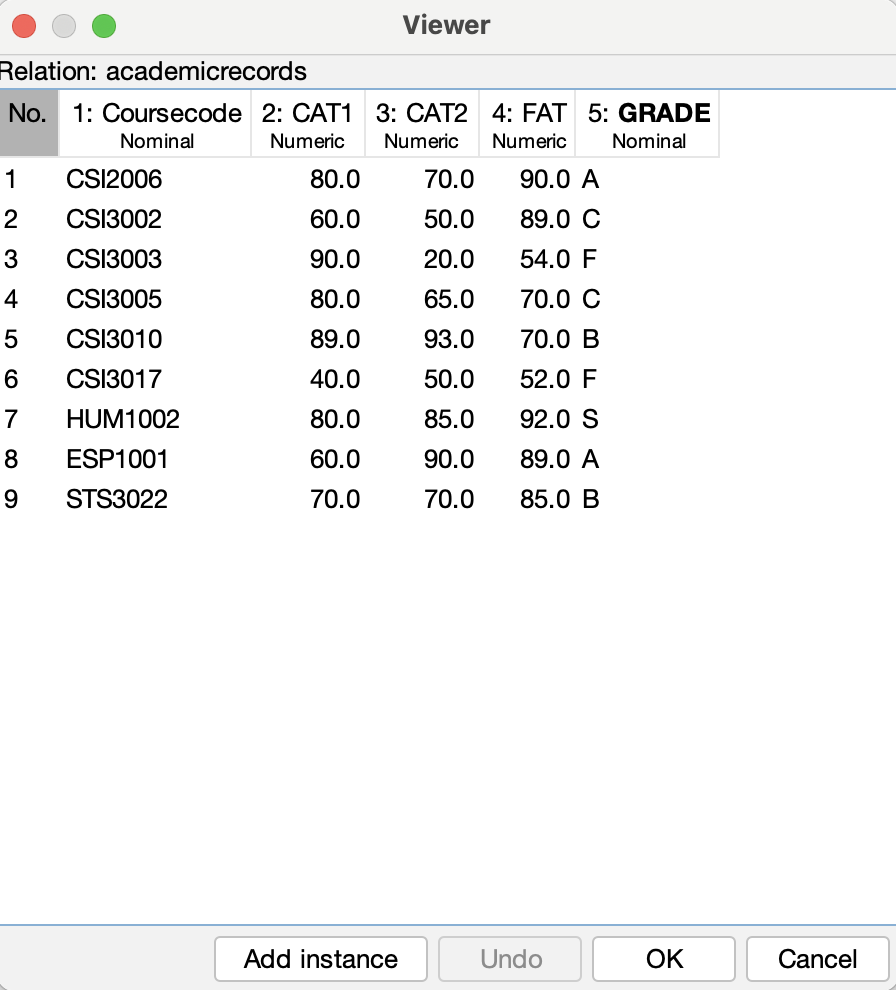 Viewer
Relation: academicrecords
No. 1: Coursecode 2: CAT1 3: CAT2 4: FAT 5: GRADE
Nominal Numeric Numeric Numeric Nominal
1 CSI2006 80.0 70.0 90.0 A
2 CSI3002 60.0 50.0 89.0 C
3 CSI3003 90.0 20.0 54.0 F
4 CSI3005 80.0 65.0 70.0 C
5 CSI3010 89.0 93.0 70.0 B
6 CSI3017 40.0 50.0 52.0 F
7 HUM1002 80.0 85.0 92.0 S
8 ESP1001 60.0 90.0 89.0 A
9 STS3022 70.0 70.0 85.0 B
Add instance Undo OK Cancel